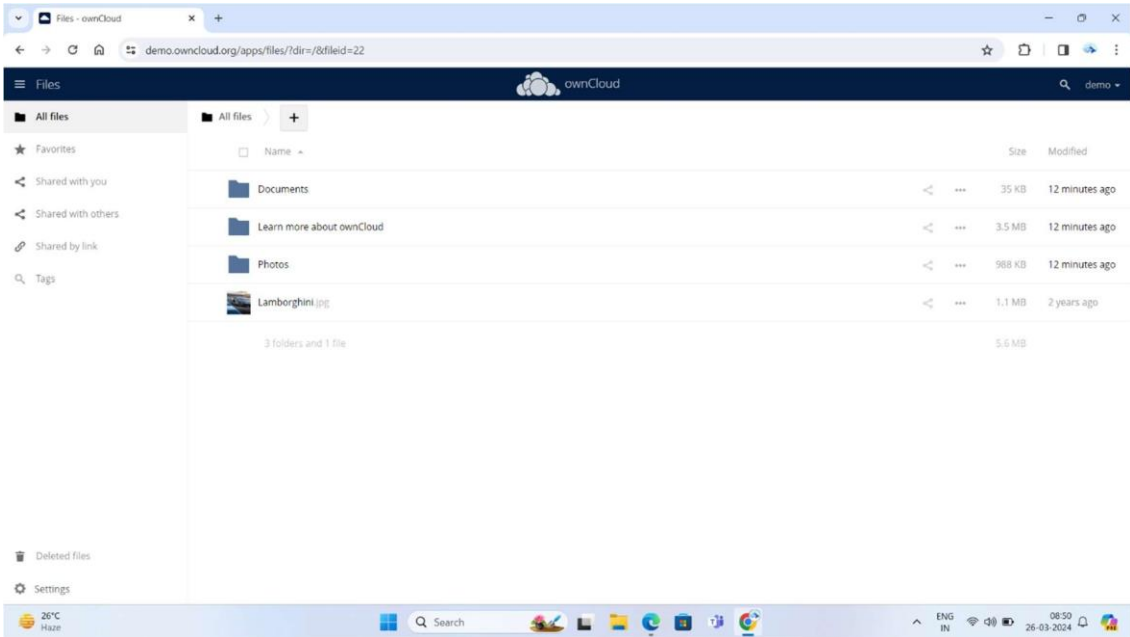 Files - ownCloud
demo.owncloud.org/apps/files/?dir=/&fileid=22
Files
ownCloud
demo
All files
Favorites
Shared with you
Shared with others
Shared by link
Tags
Deleted files
Settings
All files
+
Name Size Modified
Documents 35 KB 12 minutes ago
Learn more about ownCloud 3.5 MB 12 minutes ago
Photos 988 KB 12 minutes ago
Lamborghini.jpg 1.1 MB 2 years ago
3 folders and 1 file 5.6 MB
26°C
Haze
Search
ENG
IN
08:50
26-03-2024